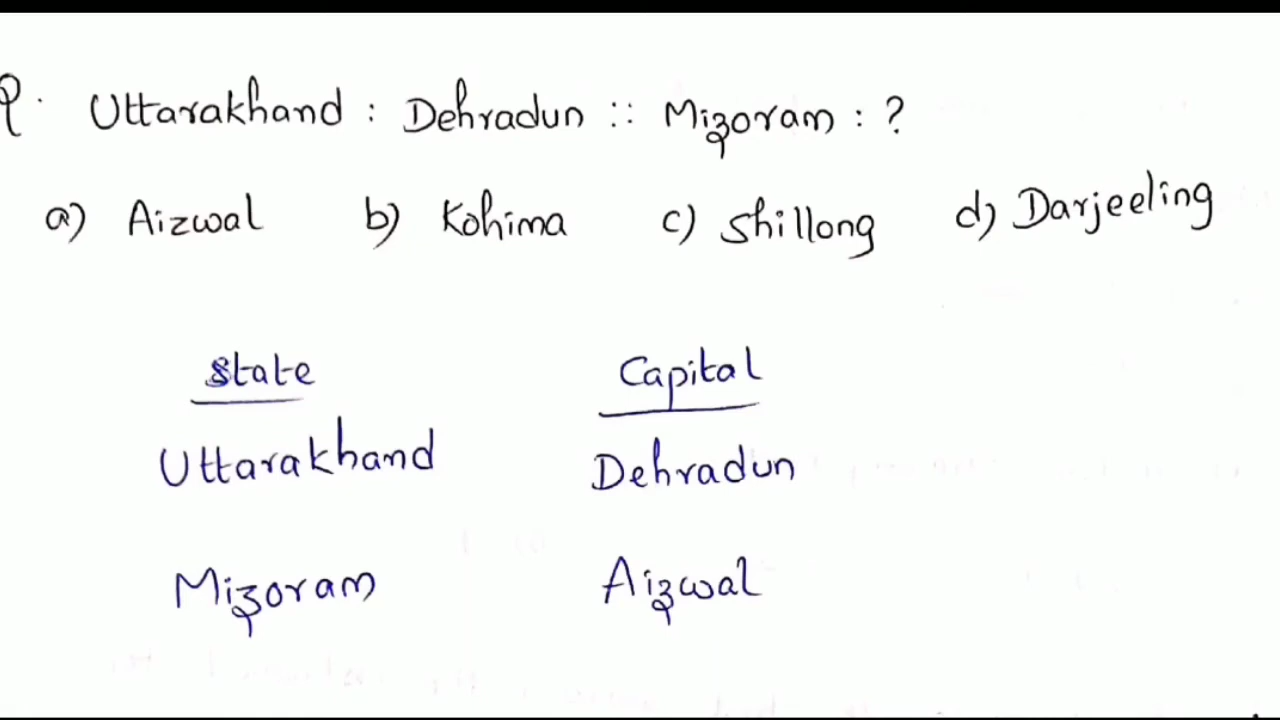 Q. Uttarakhand : Dehradun :: Mizoram : ?
a) Aizwal b) Kohima c) Shillong d) Darjeeling
State Capital
Uttarakhand Dehradun
Mizoram Aizwal